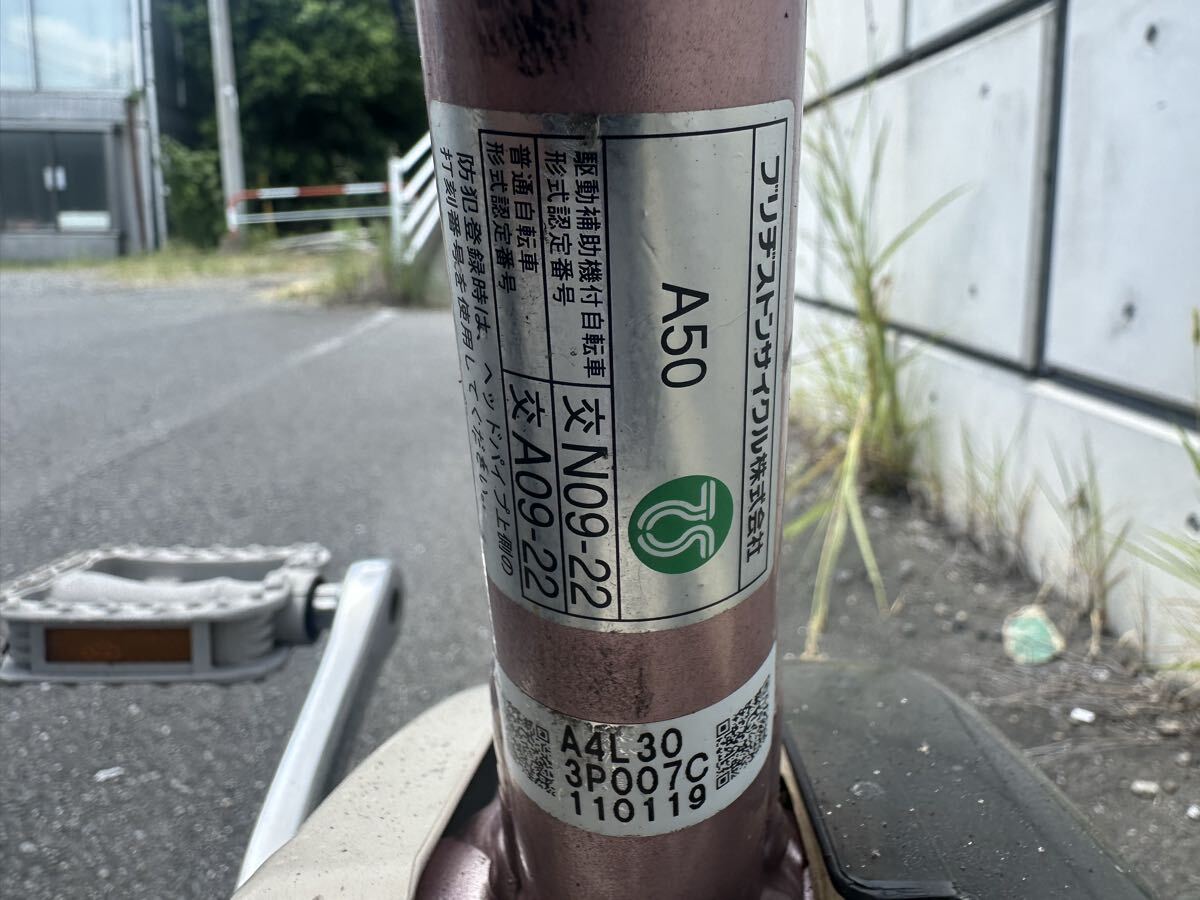 ブリヂストンサイクル株式会社
A50
TS
駆動補助機付自転車
形式認定番号
交N09-22
普通自転車
形式認定番号
交A09-22
防犯登録時は、ヘッドパイプ上側の
打刻番号を使用してください。
A4L30
3P007C
110119